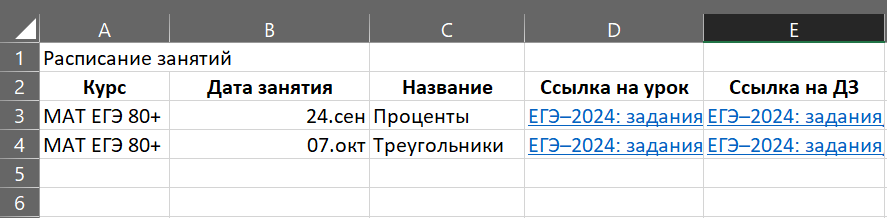 A B C D E
1 Расписание занятий
2 Курс Дата занятия Название Ссылка на урок Ссылка на ДЗ
3 МАТ ЕГЭ 80+ 24.сен Проценты ЕГЭ–2024: задания ЕГЭ–2024: задания
4 МАТ ЕГЭ 80+ 07.окт Треугольники ЕГЭ–2024: задания ЕГЭ–2024: задания
5
6